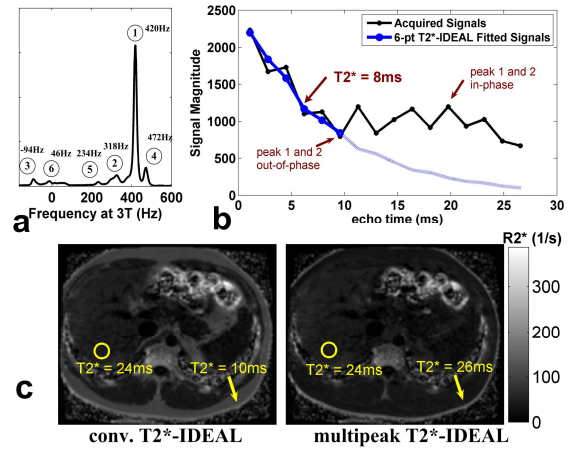 a
1
420Hz
-94Hz
46Hz
234Hz
318Hz
472Hz
3
6
5
2
4
0
200
400
600
Frequency at 3T (Hz)
Signal Magnitude
2500
2000
1500
1000
500
0
0
5
10
15
20
25
30
echo time (ms)
Acquired Signals
6-pt T2*-IDEAL Fitted Signals
T2* = 8ms
peak 1 and 2
in-phase
peak 1 and 2
out-of-phase
b
c
T2* = 24ms
T2* = 10ms
conv. T2*-IDEAL
T2* = 24ms
T2* = 26ms
multipeak T2*-IDEAL
R2* (1/s)
300
200
100
0